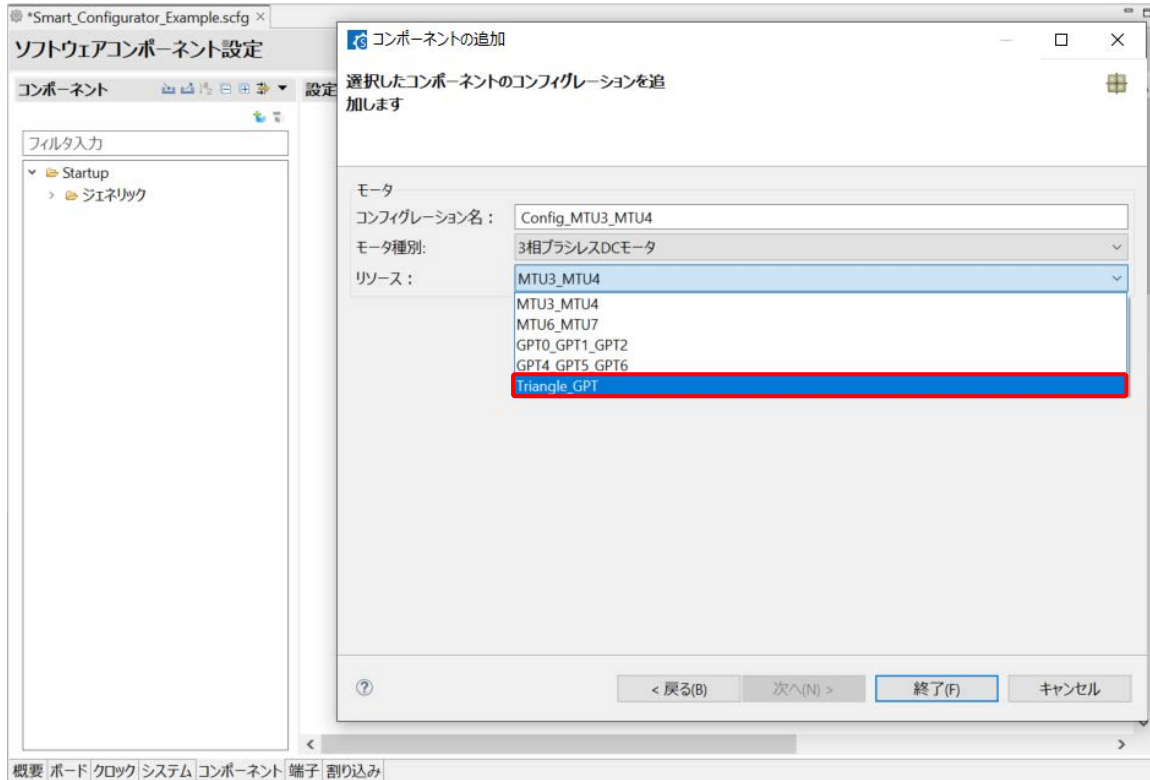 *Smart_Configurator_Example.scfg
ソフトウェアコンポーネント設定
コンポーネント
設定
フィルタ入力
Startup
ジェネリック
コンポーネントの追加
選択したコンポーネントのコンフィグレーションを追
加します
モータ
コンフィグレーション名：
Config_MTU3_MTU4
モータ種別:
3相ブラシレスDCモータ
リソース：
MTU3_MTU4
MTU3_MTU4
MTU6_MTU7
GPT0_GPT1_GPT2
GPT4_GPT5_GPT6
Triangle_GPT
< 戻る(B)
次へ(N) >
終了(F)
キャンセル
概要 ボード クロック システム コンポーネント 端子 割り込み